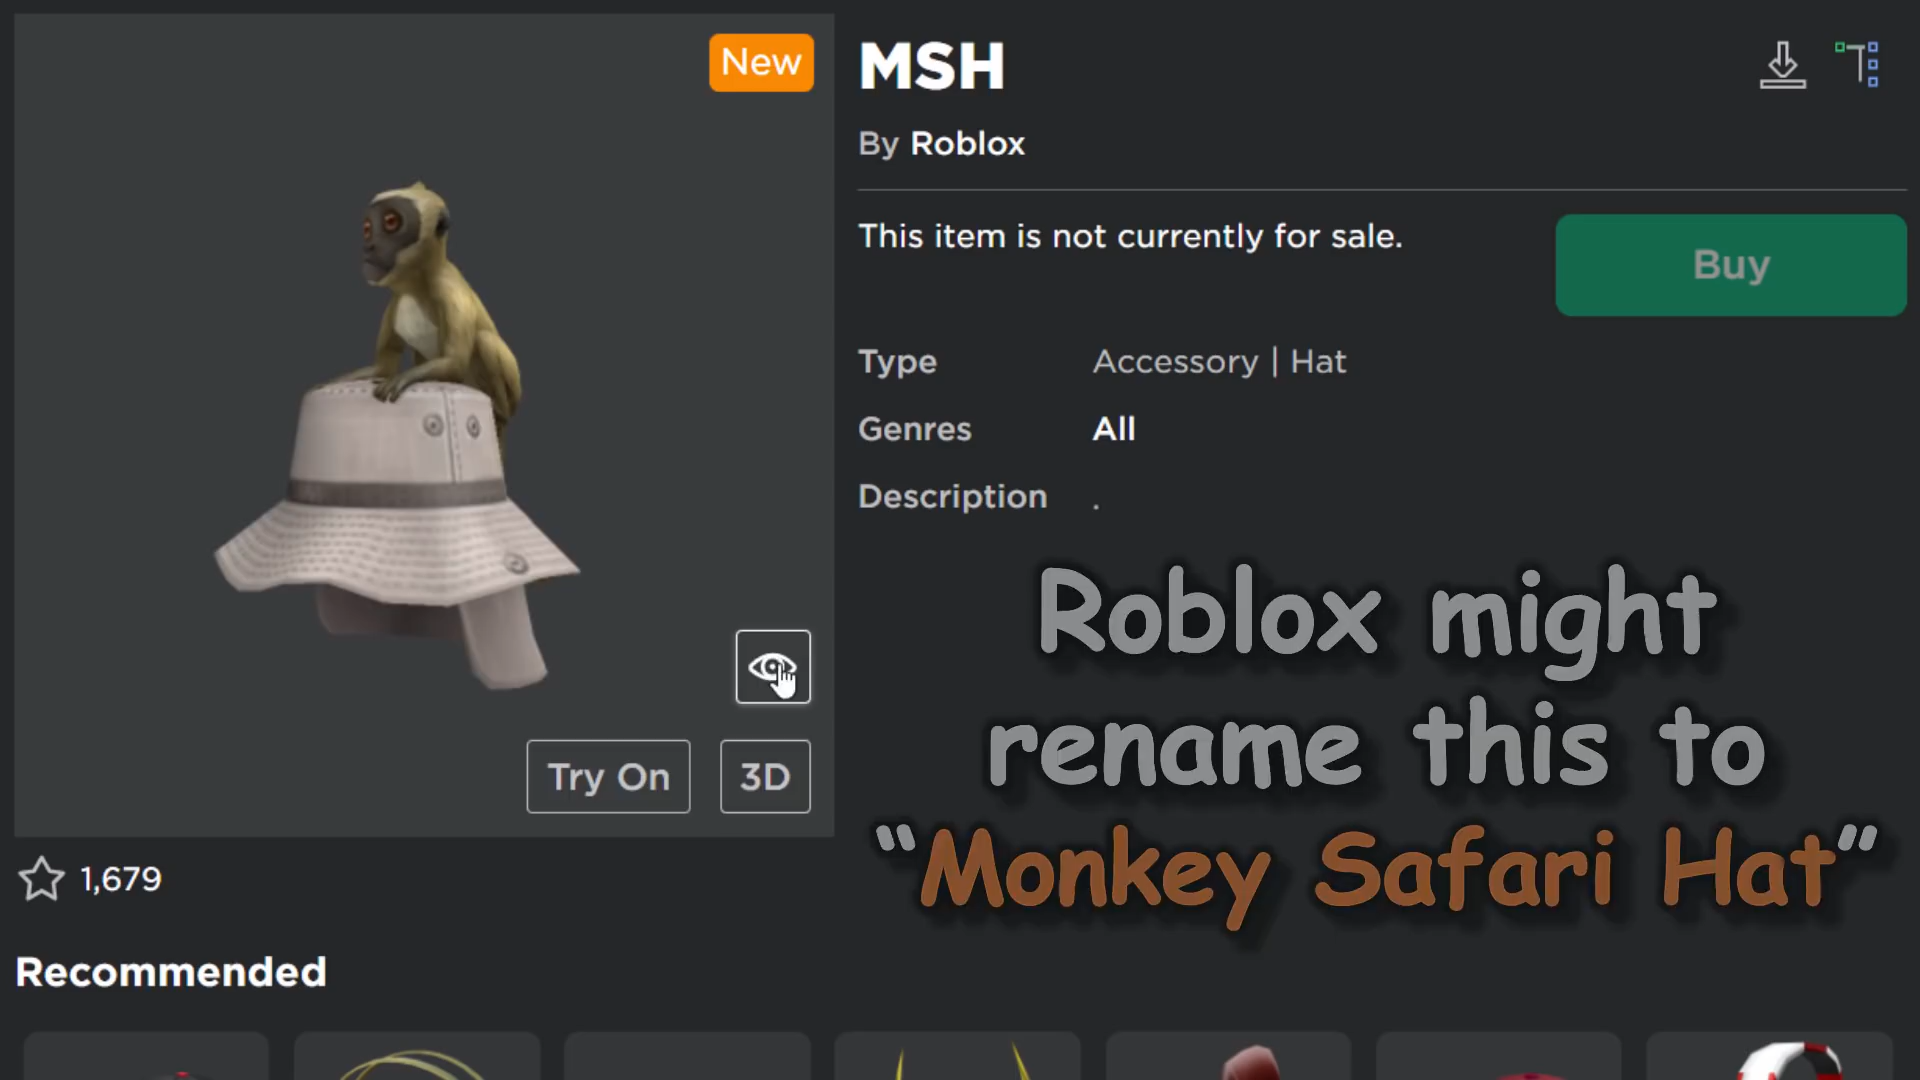 New
MSH
By Roblox
This item is not currently for sale.
Buy
Type Accessory | Hat
Genres All
Description .
Roblox might
rename this to
“Monkey Safari Hat”
Try On
3D
1,679
Recommended